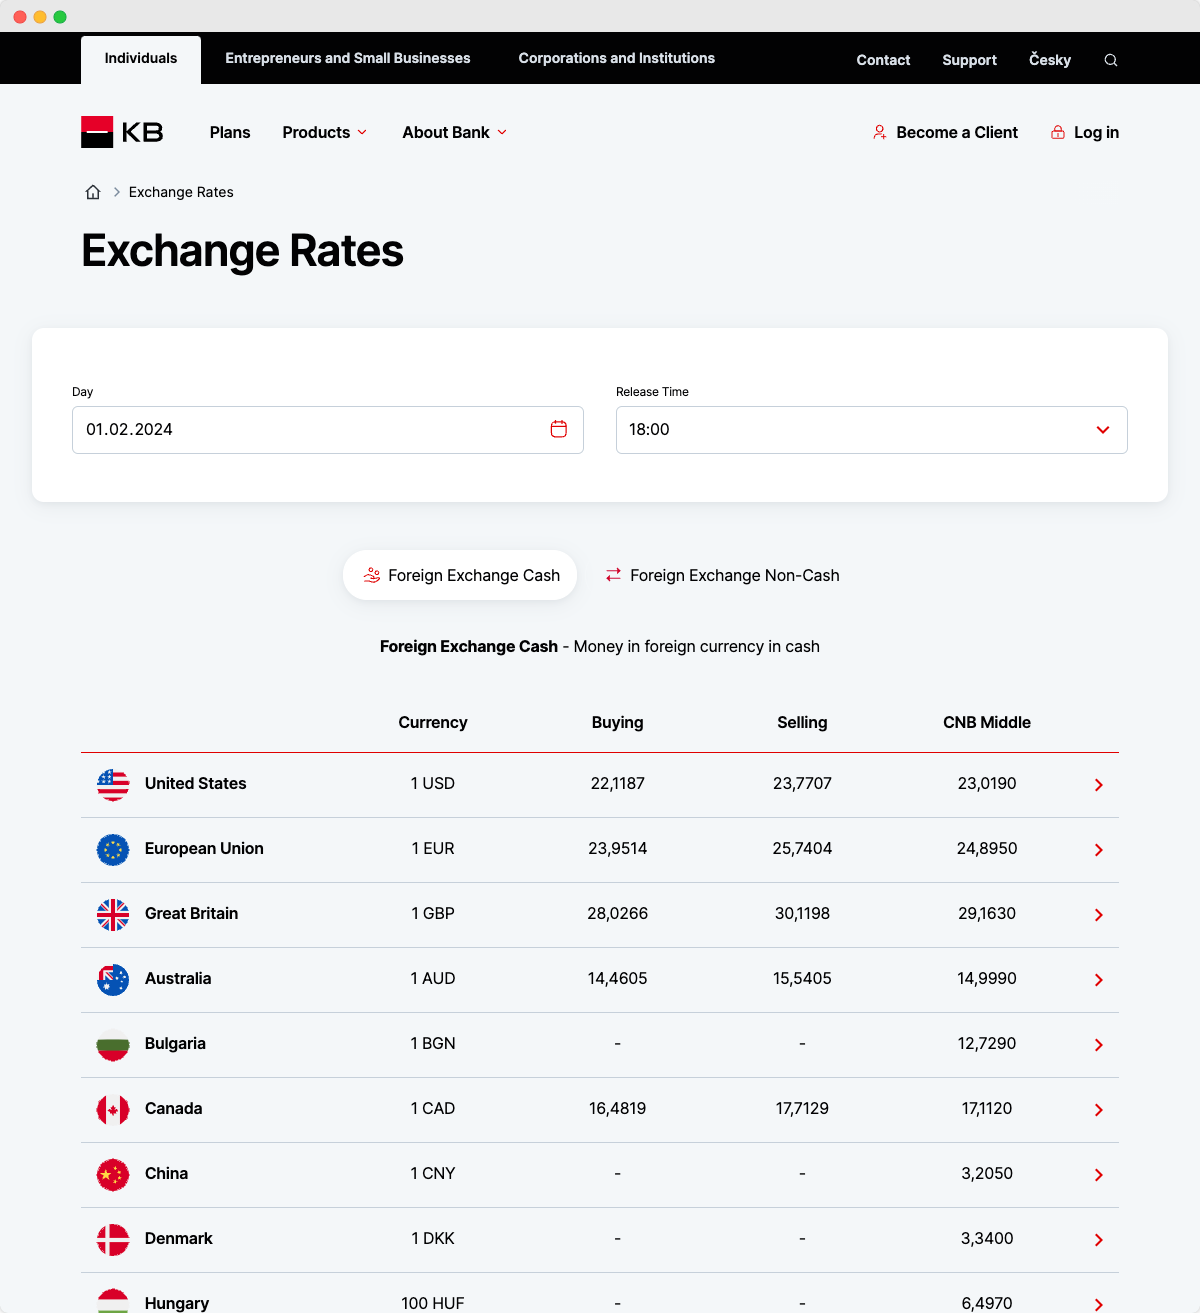 Individuals Entrepreneurs and Small Businesses Corporations and Institutions Contact Support Česky
KB Plans Products About Bank Become a Client Log in
Exchange Rates
Exchange Rates
Day Release Time
01.02.2024 18:00
Foreign Exchange Cash Foreign Exchange Non-Cash
Foreign Exchange Cash - Money in foreign currency in cash
Currency Buying Selling CNB Middle
United States 1 USD 22,1187 23,7707 23,0190
European Union 1 EUR 23,9514 25,7404 24,8950
Great Britain 1 GBP 28,0266 30,1198 29,1630
Australia 1 AUD 14,4605 15,5405 14,9990
Bulgaria 1 BGN - - 12,7290
Canada 1 CAD 16,4819 17,7129 17,1120
China 1 CNY - - 3,2050
Denmark 1 DKK - - 3,3400
Hungary 100 HUF - - 6,4970